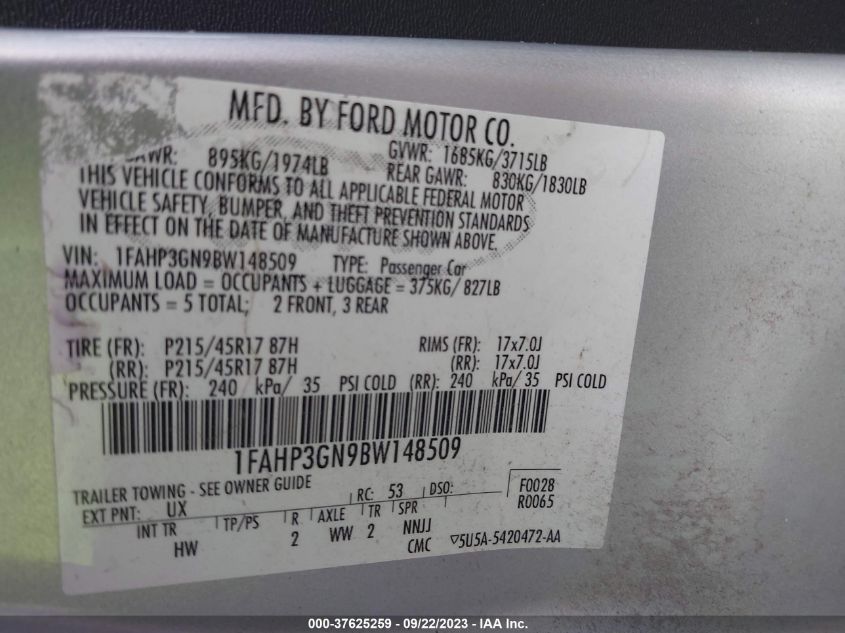 MFD. BY FORD MOTOR CO.
GAWR: 895KG/1974LB GVWR: 1685KG/3715LB
REAR GAWR: 830KG/1830LB
THIS VEHICLE CONFORMS TO ALL APPLICABLE FEDERAL MOTOR
VEHICLE SAFETY, BUMPER, AND THEFT PREVENTION STANDARDS
IN EFFECT ON THE DATE OF MANUFACTURE SHOWN ABOVE.
VIN: 1FAHP3GN9BW148509 TYPE: Passenger Car
MAXIMUM LOAD = OCCUPANTS + LUGGAGE = 375KG/ 827LB
OCCUPANTS = 5 TOTAL; 2 FRONT, 3 REAR
TIRE (FR): P215/45R17 87H RIMS (FR): 17x7.0J
(RR): P215/45R17 87H (RR): 17x7.0J
PRESSURE (FR): 240 kPa/ 35 PSI COLD (RR): 240 kPa/ 35 PSI COLD
1FAHP3GN9BW148509
TRAILER TOWING - SEE OWNER GUIDE
F0028
EXT PNT: UX RC: 53 DSO: R0065
INT TR TP/PS R AXLE TR SPR
HW 2 WW 2 NNJJ
CMC ▽5U5A-5420472-AA
000-37625259 - 09/22/2023 - IAA Inc.